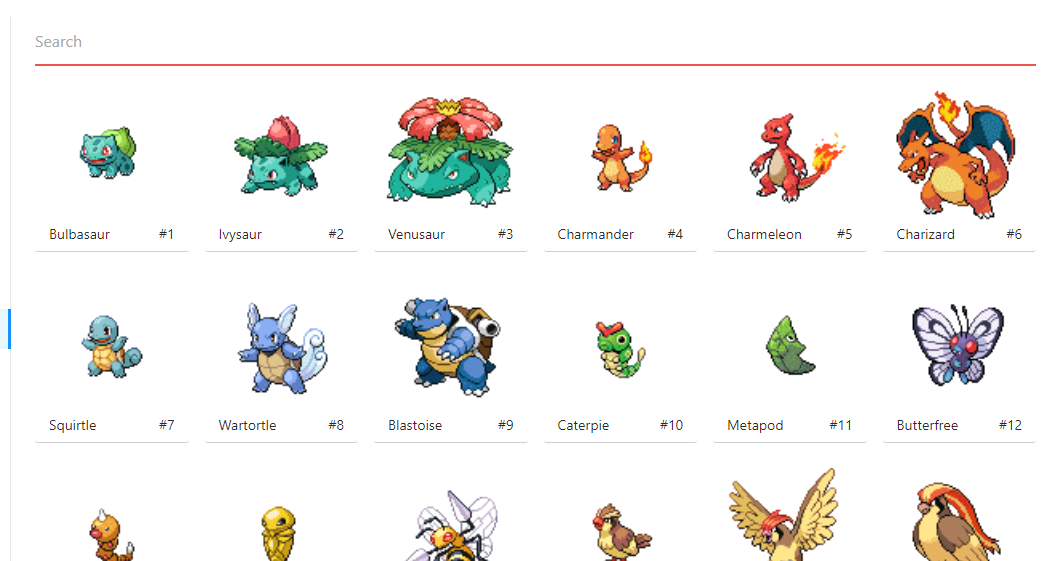 Search
Bulbasaur #1 Ivysaur #2 Venusaur #3 Charmander #4 Charmeleon #5 Charizard #6
Squirtle #7 Wartortle #8 Blastoise #9 Caterpie #10 Metapod #11 Butterfree #12